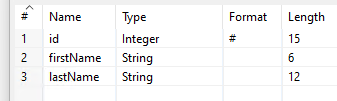 # Name Type Format Length
1 id Integer # 15
2 firstName String 6
3 lastName String 12